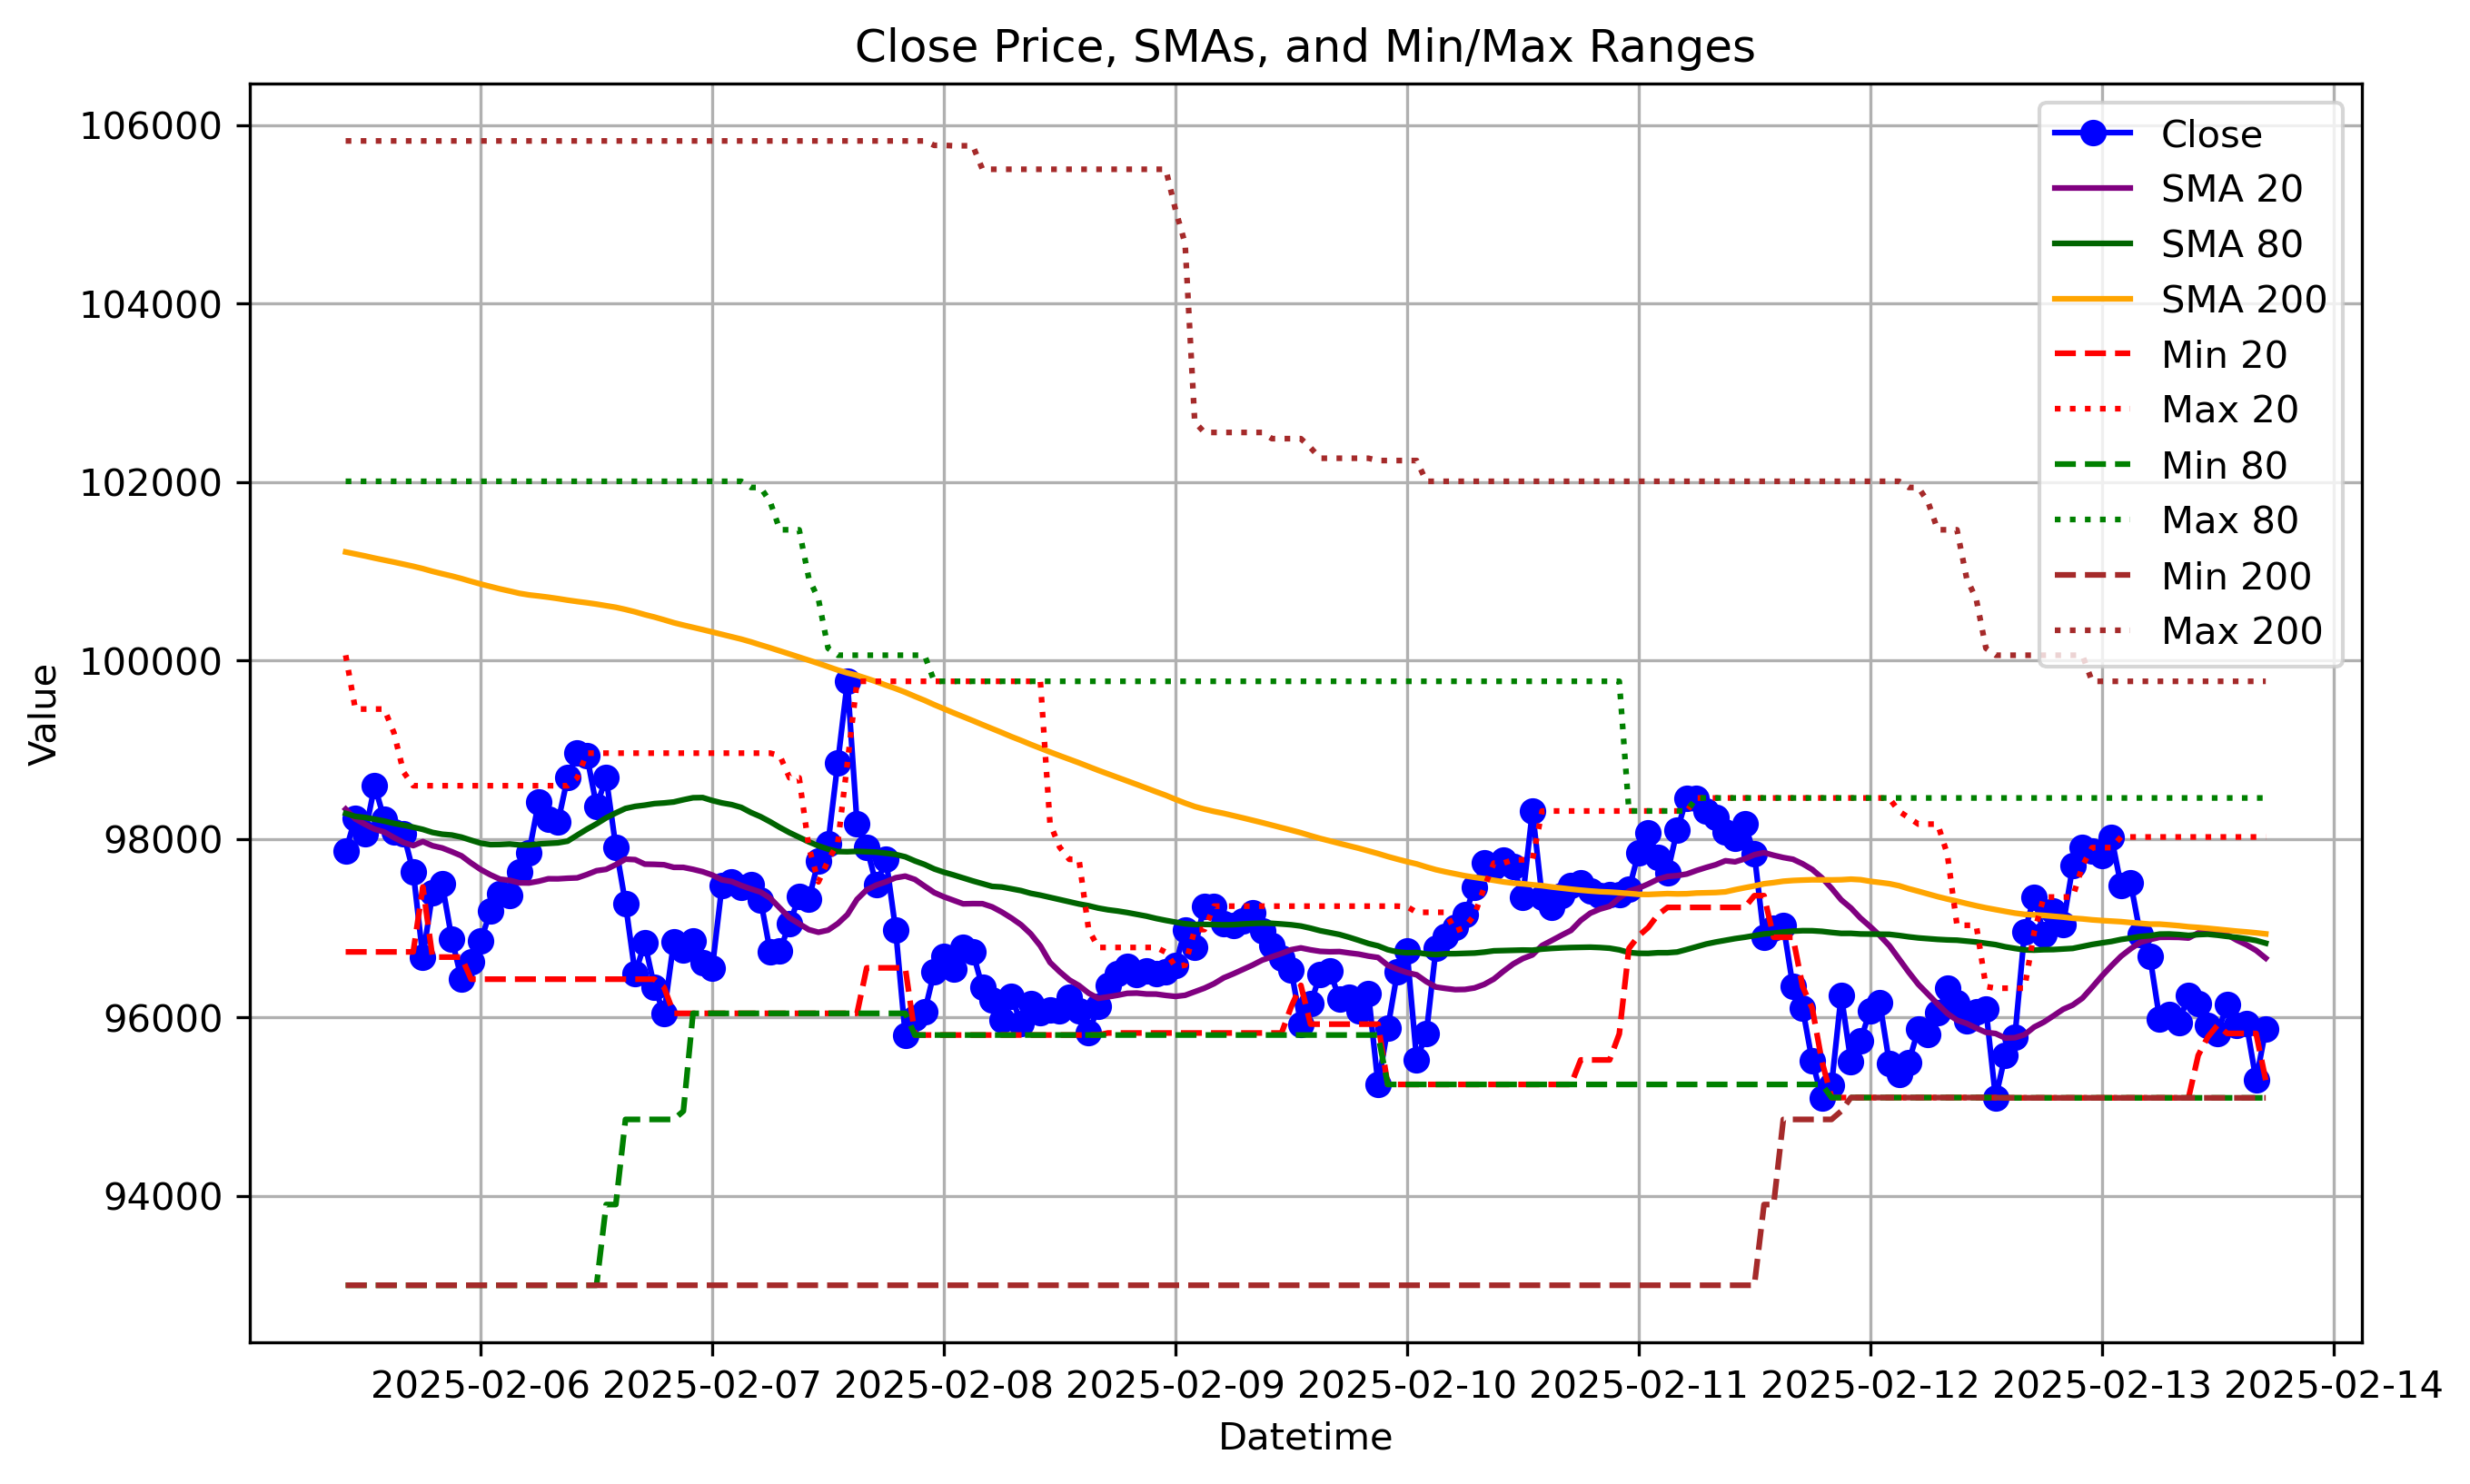 Close Price, SMAs, and Min/Max Ranges
106000
104000
102000
100000
98000
96000
94000
Value
Close
SMA 20
SMA 80
SMA 200
Min 20
Max 20
Min 80
Max 80
Min 200
Max 200
2025-02-06 2025-02-07 2025-02-08 2025-02-09 2025-02-10 2025-02-11 2025-02-12 2025-02-13 2025-02-14
Datetime